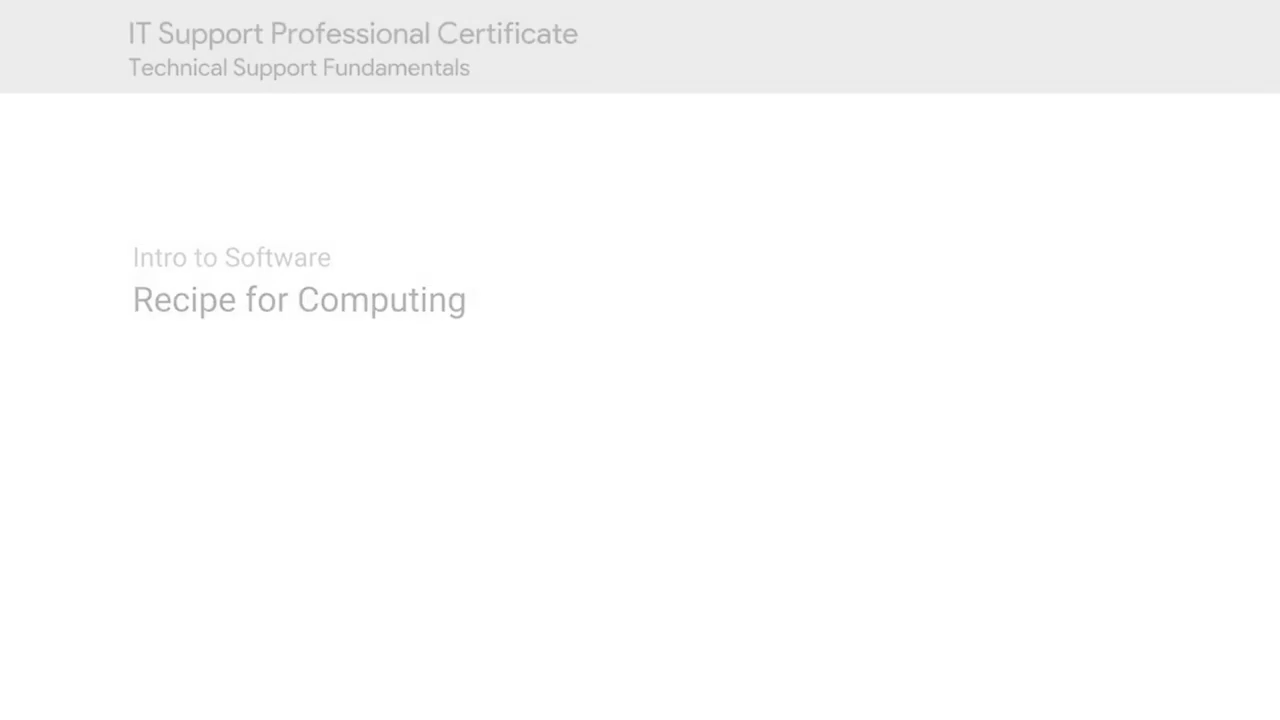 IT Support Professional Certificate
Technical Support Fundamentals
Intro to Software
Recipe for Computing